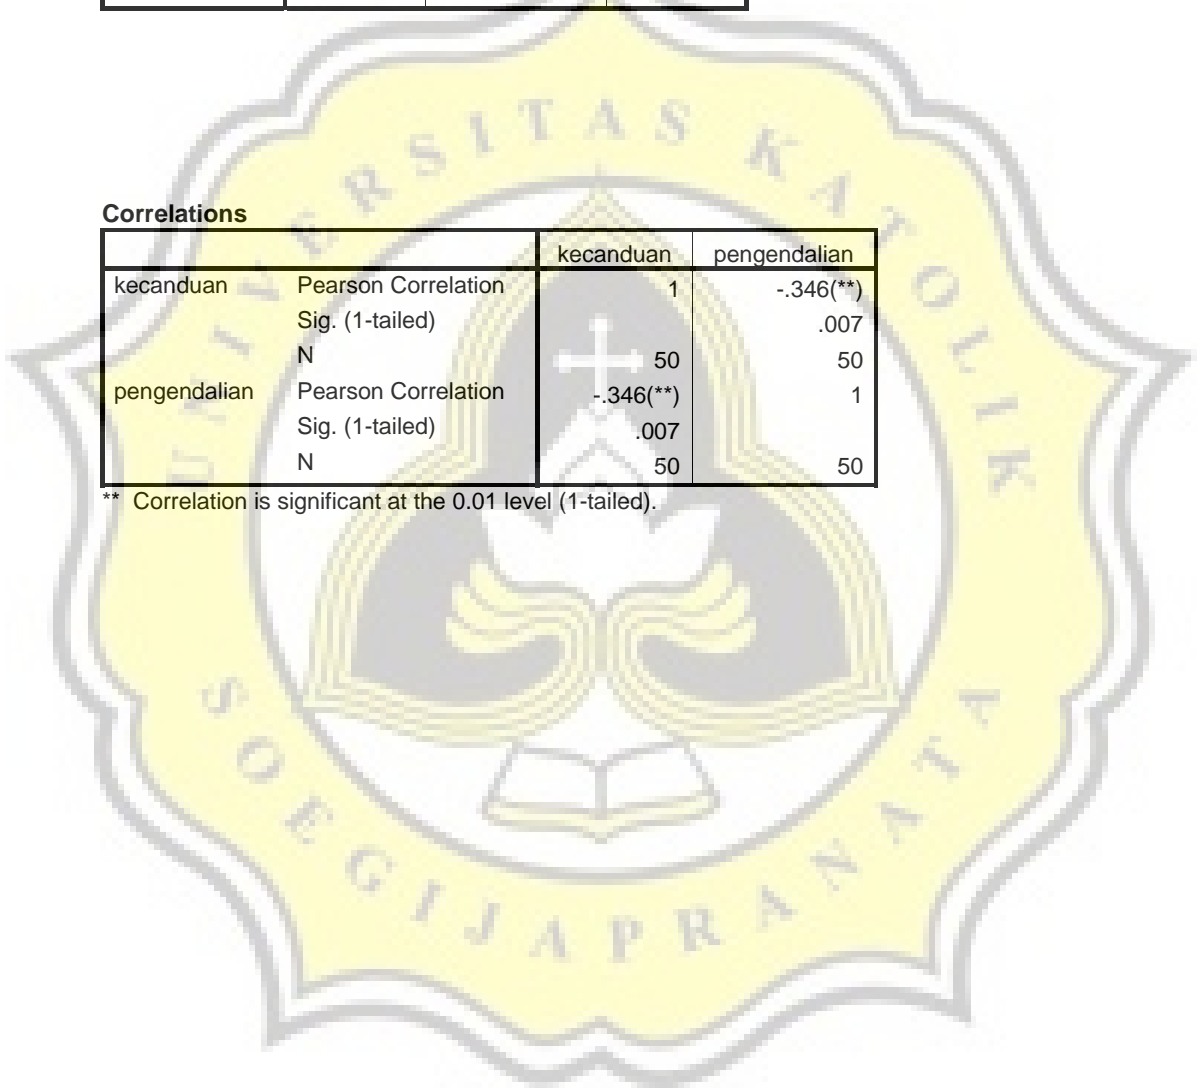 Correlations
kecanduan pengendalian
kecanduan Pearson Correlation 1 -.346(**)
Sig. (1-tailed) .007
N 50 50
pengendalian Pearson Correlation -.346(**) 1
Sig. (1-tailed) .007
N 50 50
** Correlation is significant at the 0.01 level (1-tailed).
UNIVERSITAS KATOLIK
SOEGIJAPRANATA